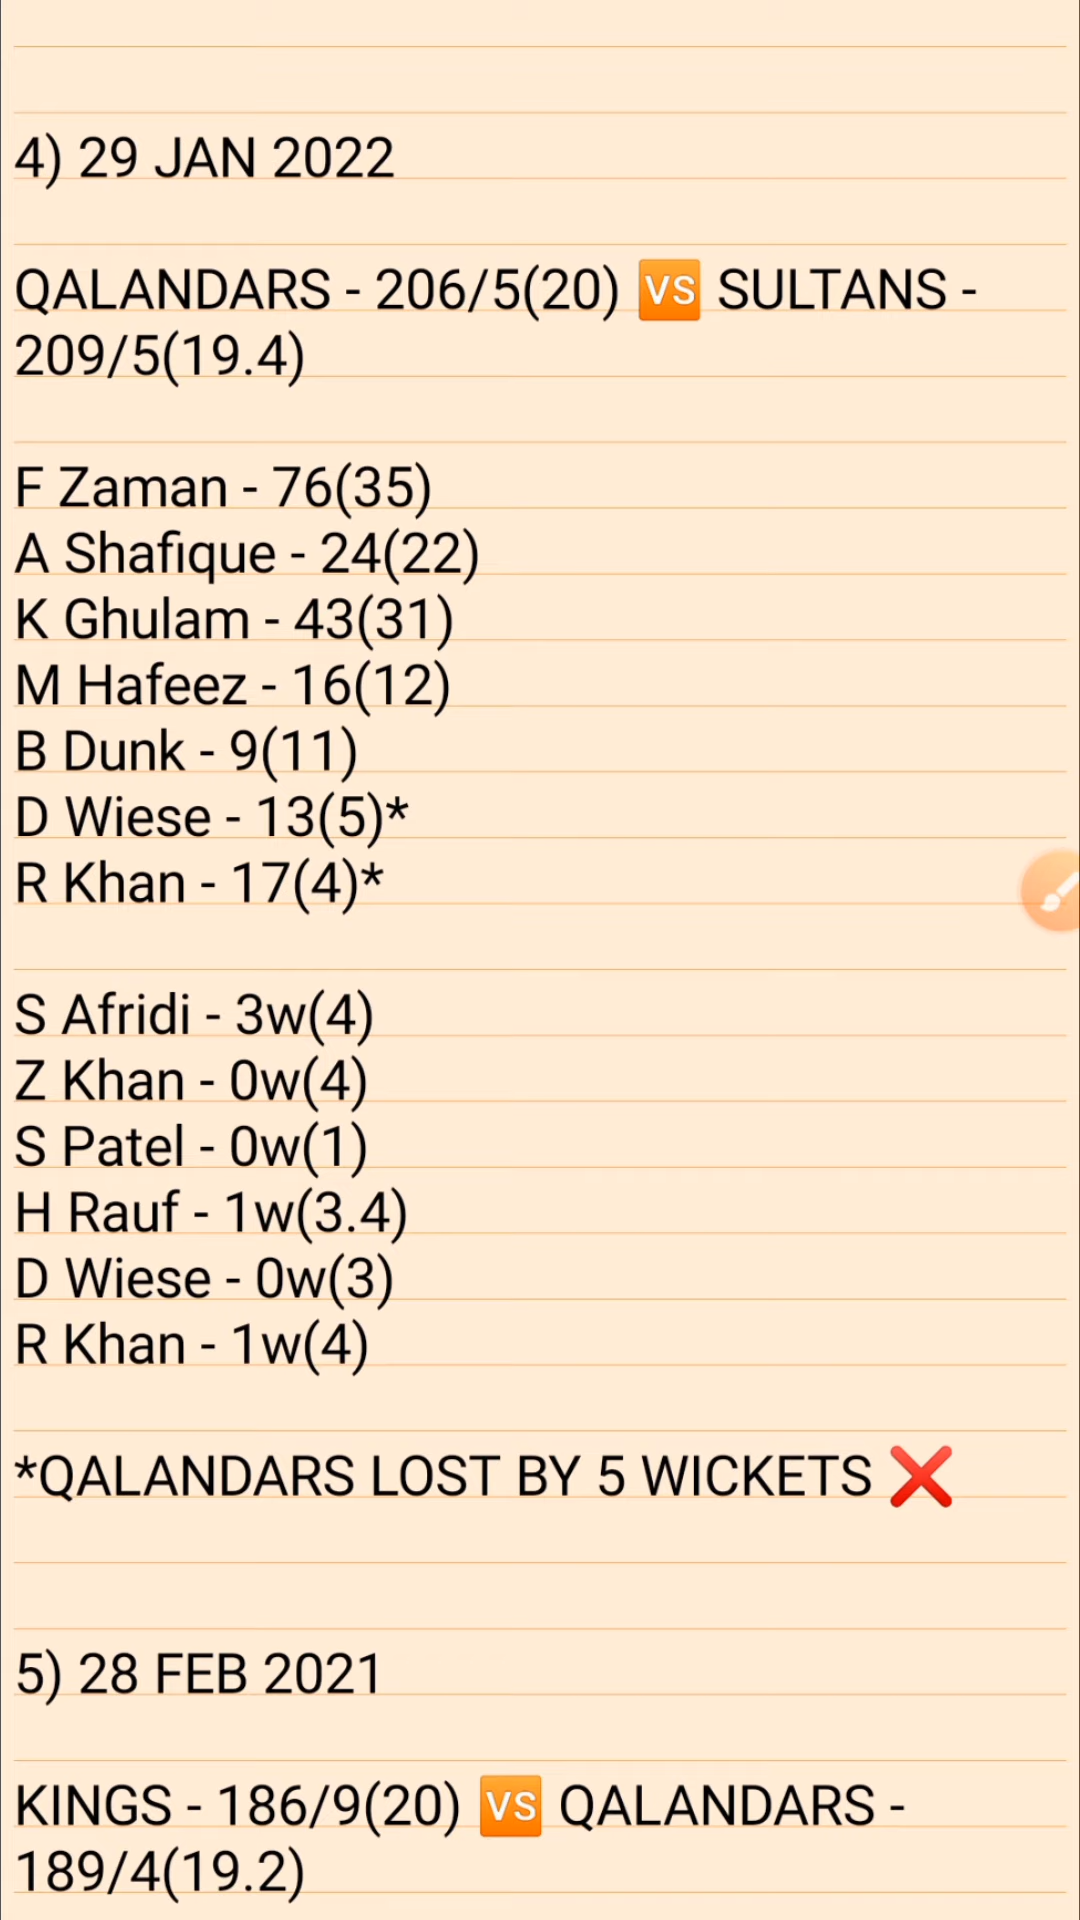 4) 29 JAN 2022
QALANDARS - 206/5(20) 🆚 SULTANS -
209/5(19.4)
F Zaman - 76(35)
A Shafique - 24(22)
K Ghulam - 43(31)
M Hafeez - 16(12)
B Dunk - 9(11)
D Wiese - 13(5)*
R Khan - 17(4)*
S Afridi - 3w(4)
Z Khan - 0w(4)
S Patel - 0w(1)
H Rauf - 1w(3.4)
D Wiese - 0w(3)
R Khan - 1w(4)
*QALANDARS LOST BY 5 WICKETS ❌
5) 28 FEB 2021
KINGS - 186/9(20) 🆚 QALANDARS -
189/4(19.2)